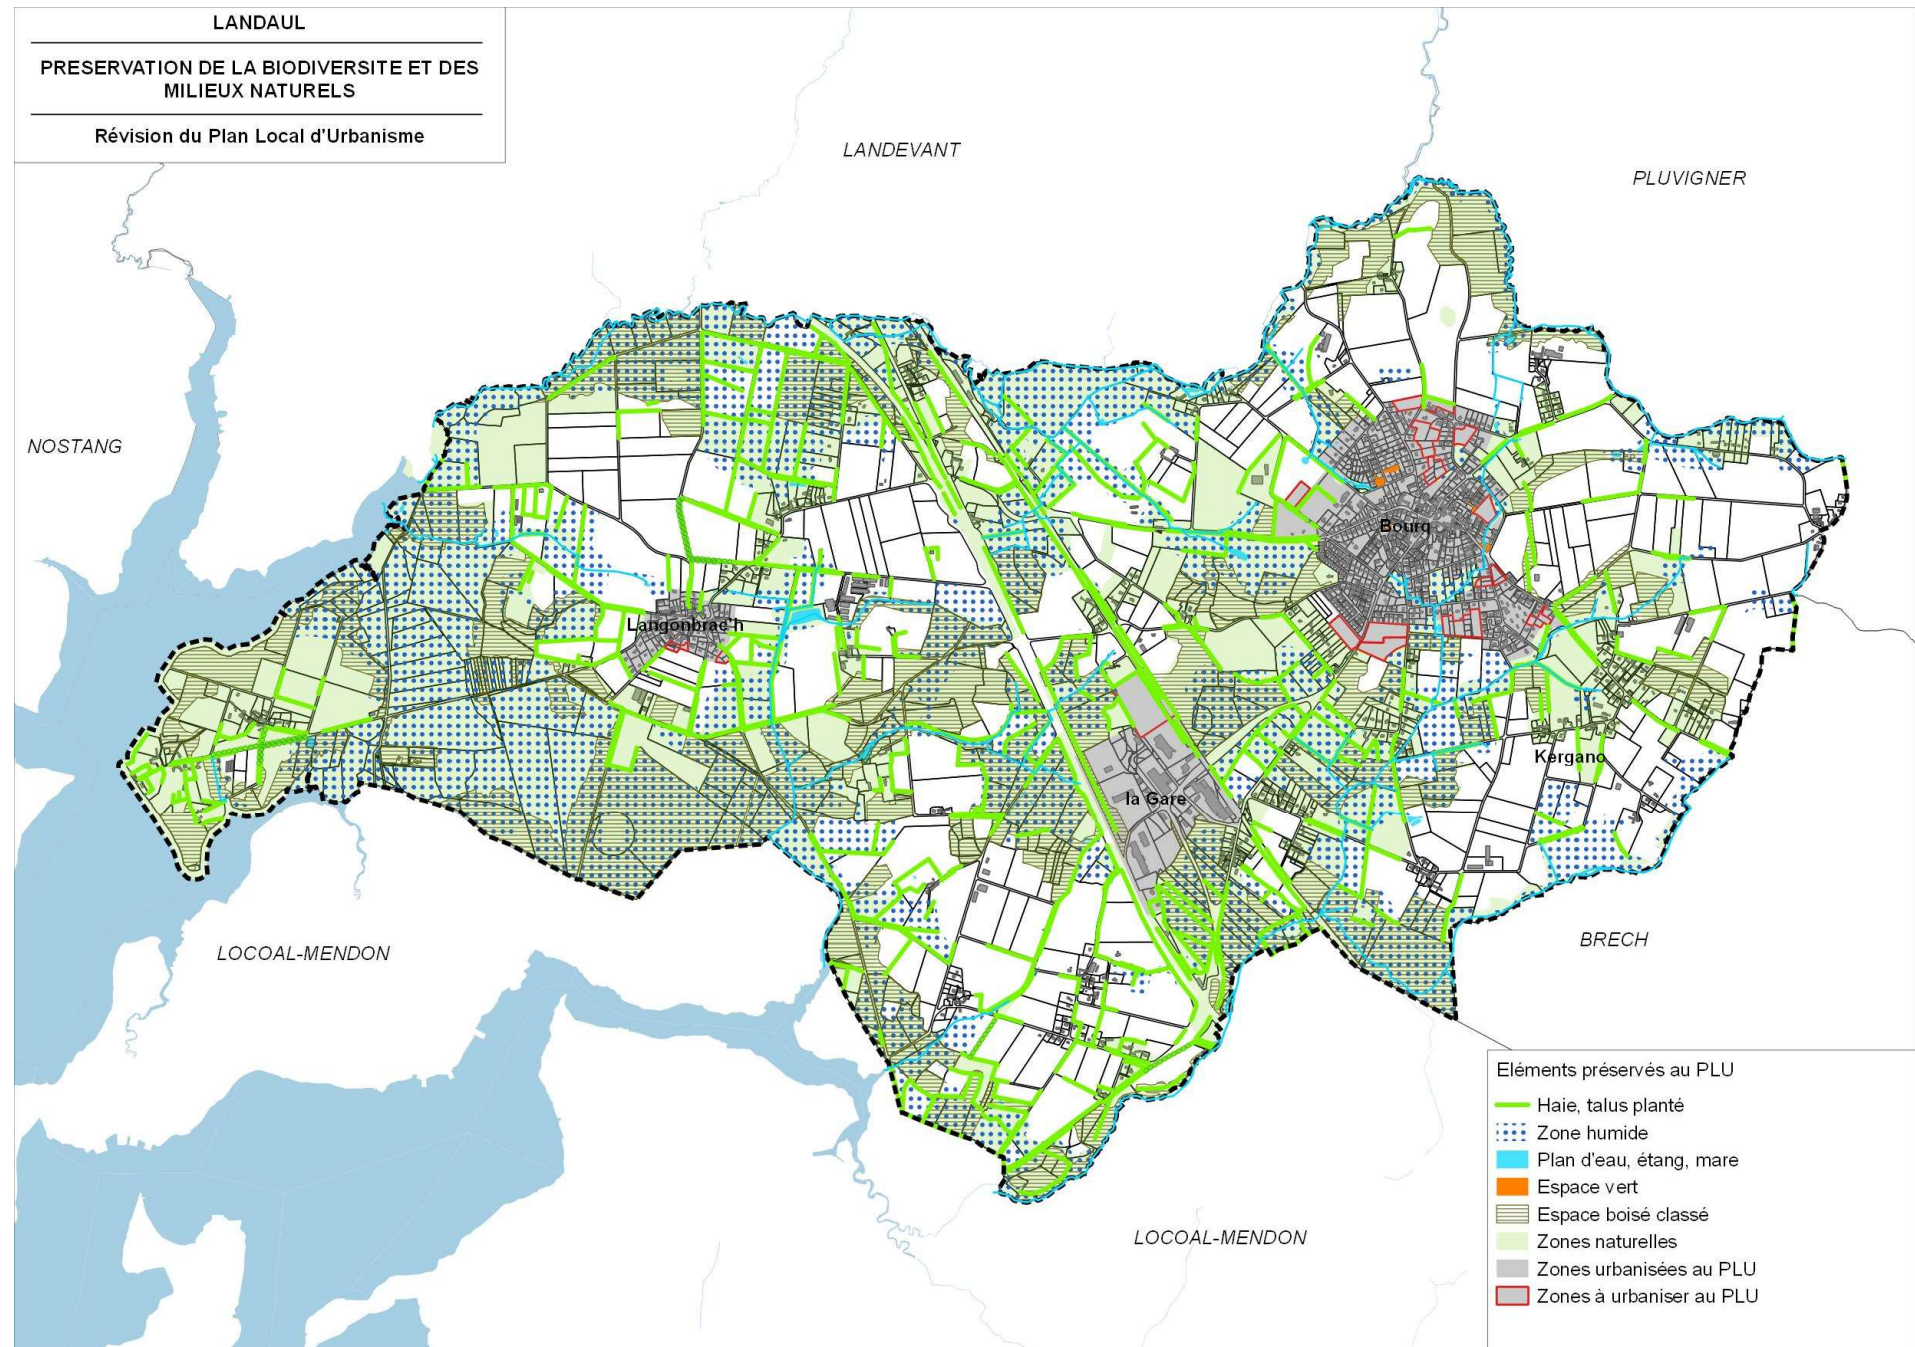 LANDAUL
PRESERVATION DE LA BIODIVERSITE ET DES
MILIEUX NATURELS
Révision du Plan Local d'Urbanisme
LANDEVANT
PLUVIGNER
NOSTANG
Bourg
Langonbrac'h
Kergano
la Gare
LOCOAL-MENDON
BRECH
LOCOAL-MENDON
Eléments préservés au PLU
Haie, talus planté
Zone humide
Plan d'eau, étang, mare
Espace vert
Espace boisé classé
Zones naturelles
Zones urbanisées au PLU
Zones à urbaniser au PLU